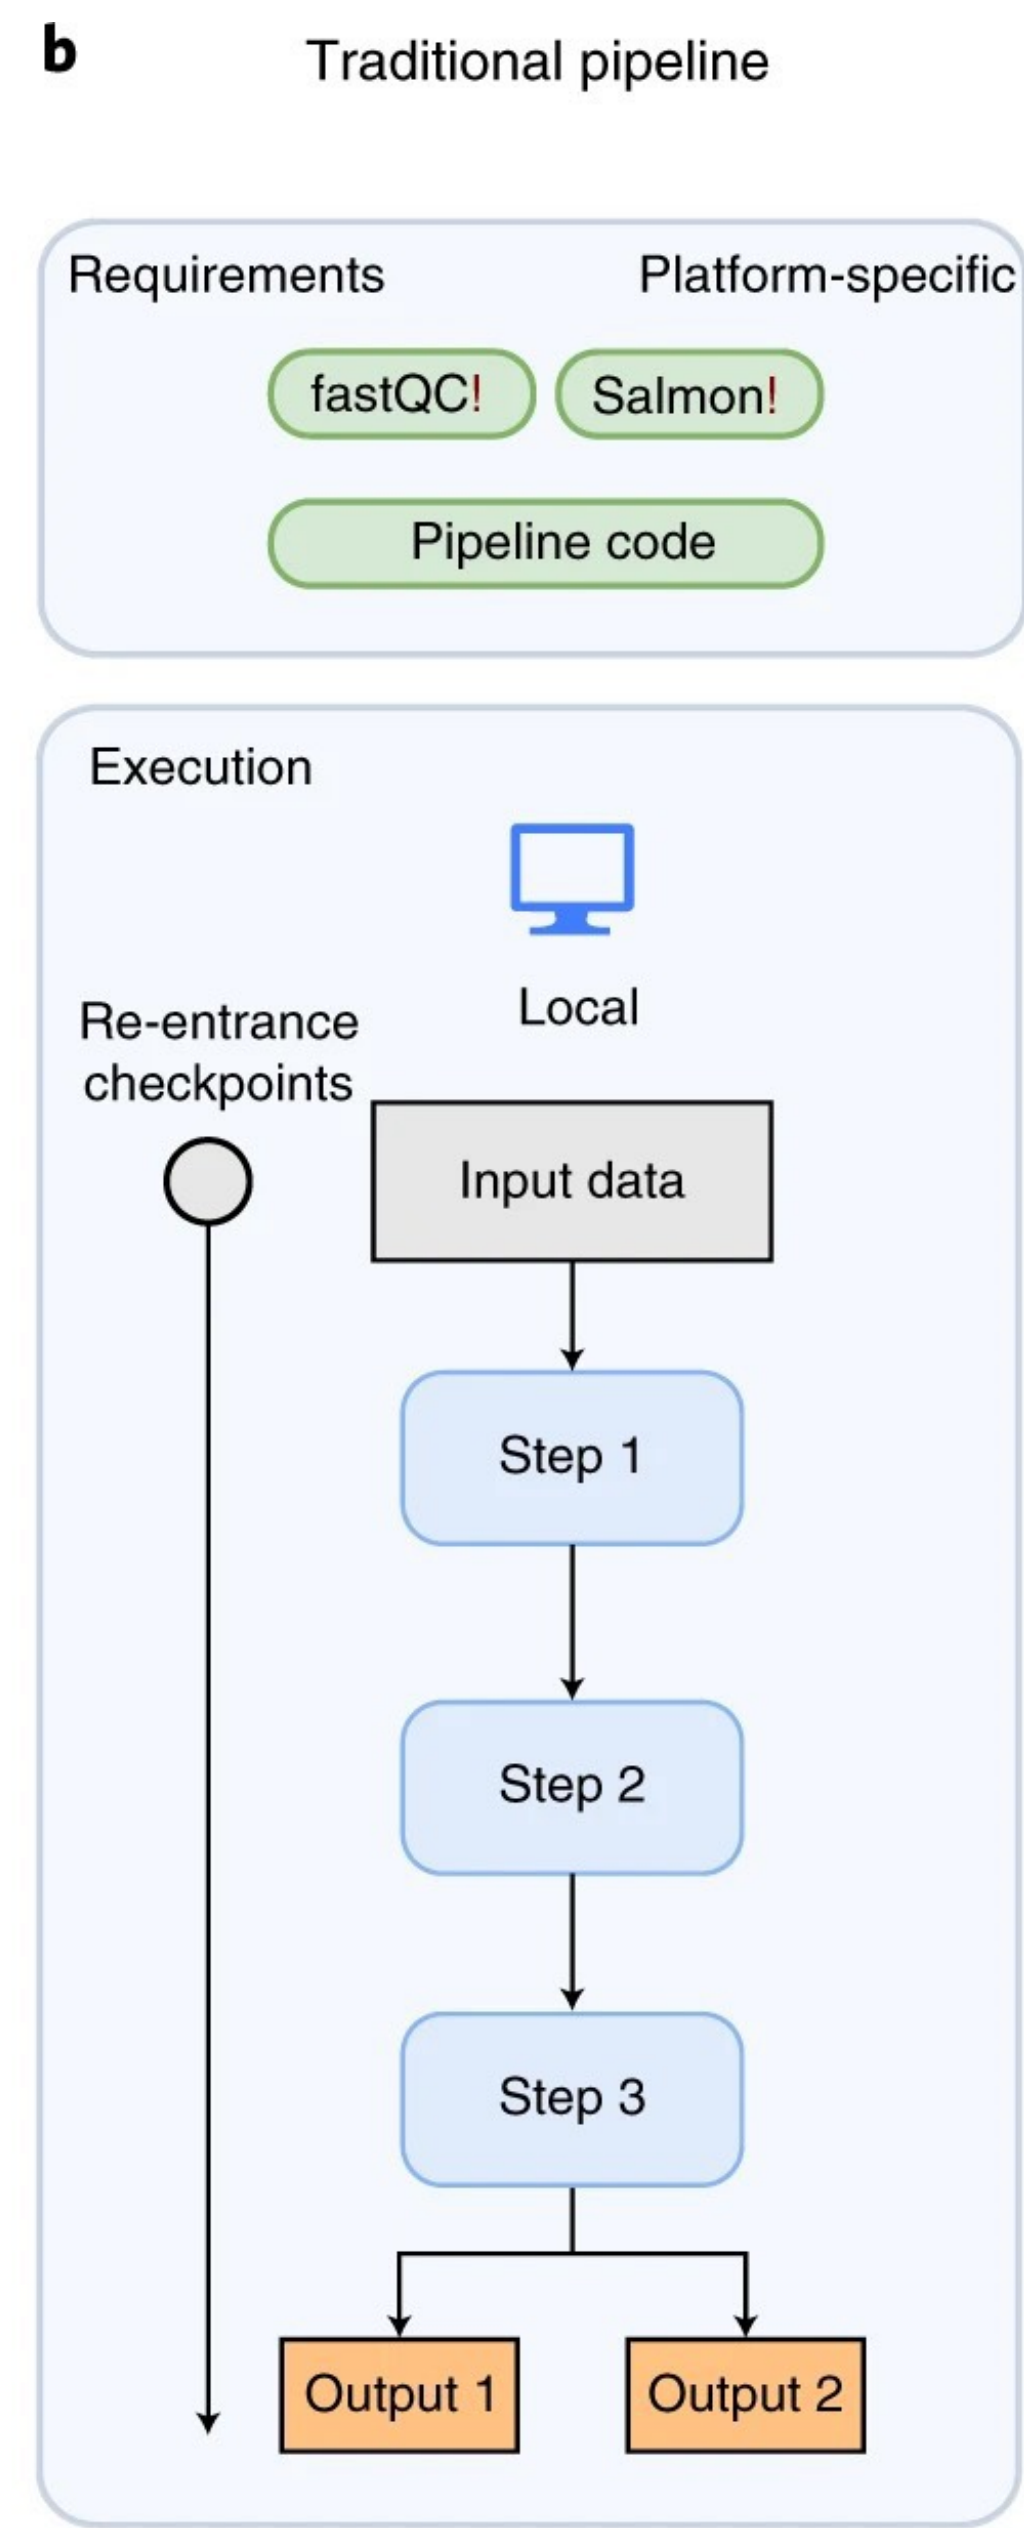 b
Traditional pipeline
Requirements
Platform-specific
fastQC!
Salmon!
Pipeline code
Execution
Local
Re-entrance
checkpoints
Input data
Step 1
Step 2
Step 3
Output 1
Output 2